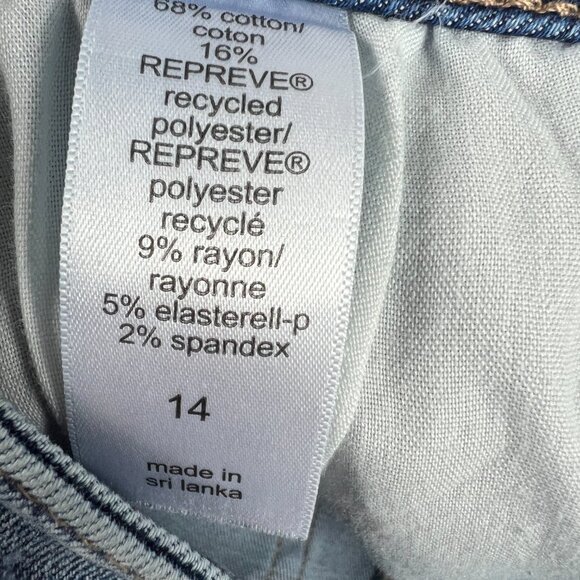 68% cotton/
coton
16%
REPREVE®
recycled
polyester/
REPREVE®
polyester
recyclé
9% rayon/
rayonne
5% elasterell-p
2% spandex
14
made in
sri lanka